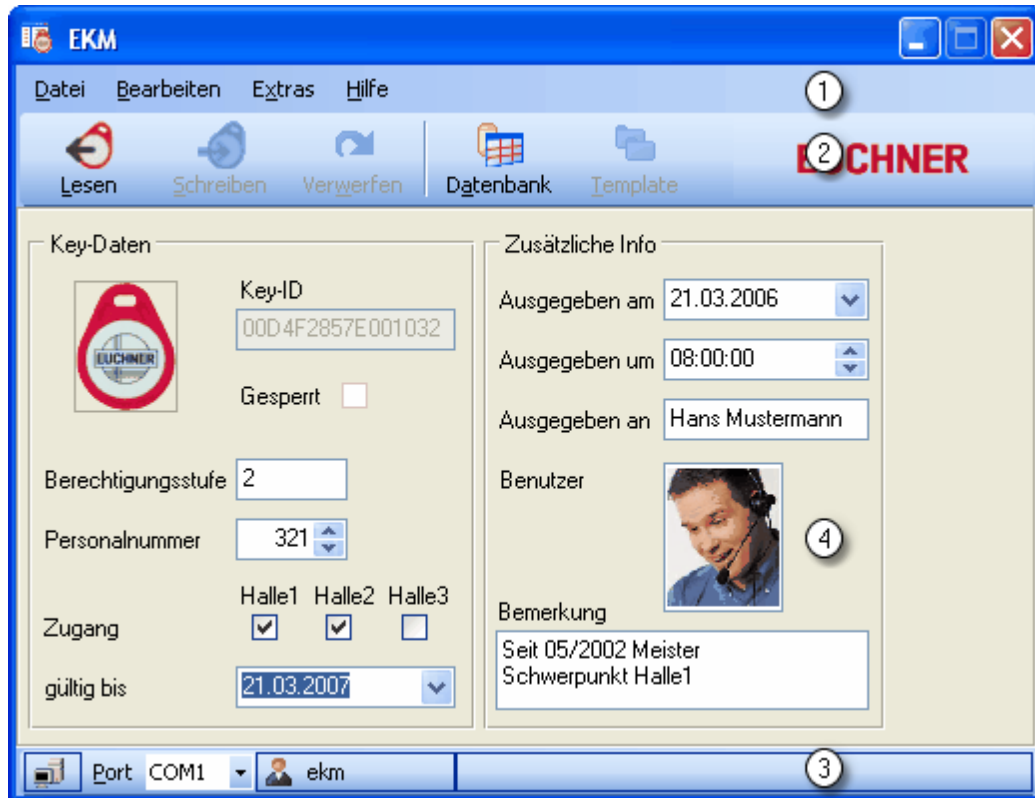 EKM
Datei Bearbeiten Extras Hilfe 1
Lesen Schreiben Verwerfen Datenbank Template 2 EUCHNER
Key-Daten
Key-ID
00D4F2857E001032
EUCHNER
Gesperrt
Berechtigungsstufe 2
Personalnummer 321
Halle1 Halle2 Halle3
Zugang
gültig bis 21.03.2007
Zusätzliche Info
Ausgegeben am 21.03.2006
Ausgegeben um 08:00:00
Ausgegeben an Hans Mustermann
Benutzer
4
Bemerkung
Seit 05/2002 Meister
Schwerpunkt Halle1
Port COM1 ekm 3